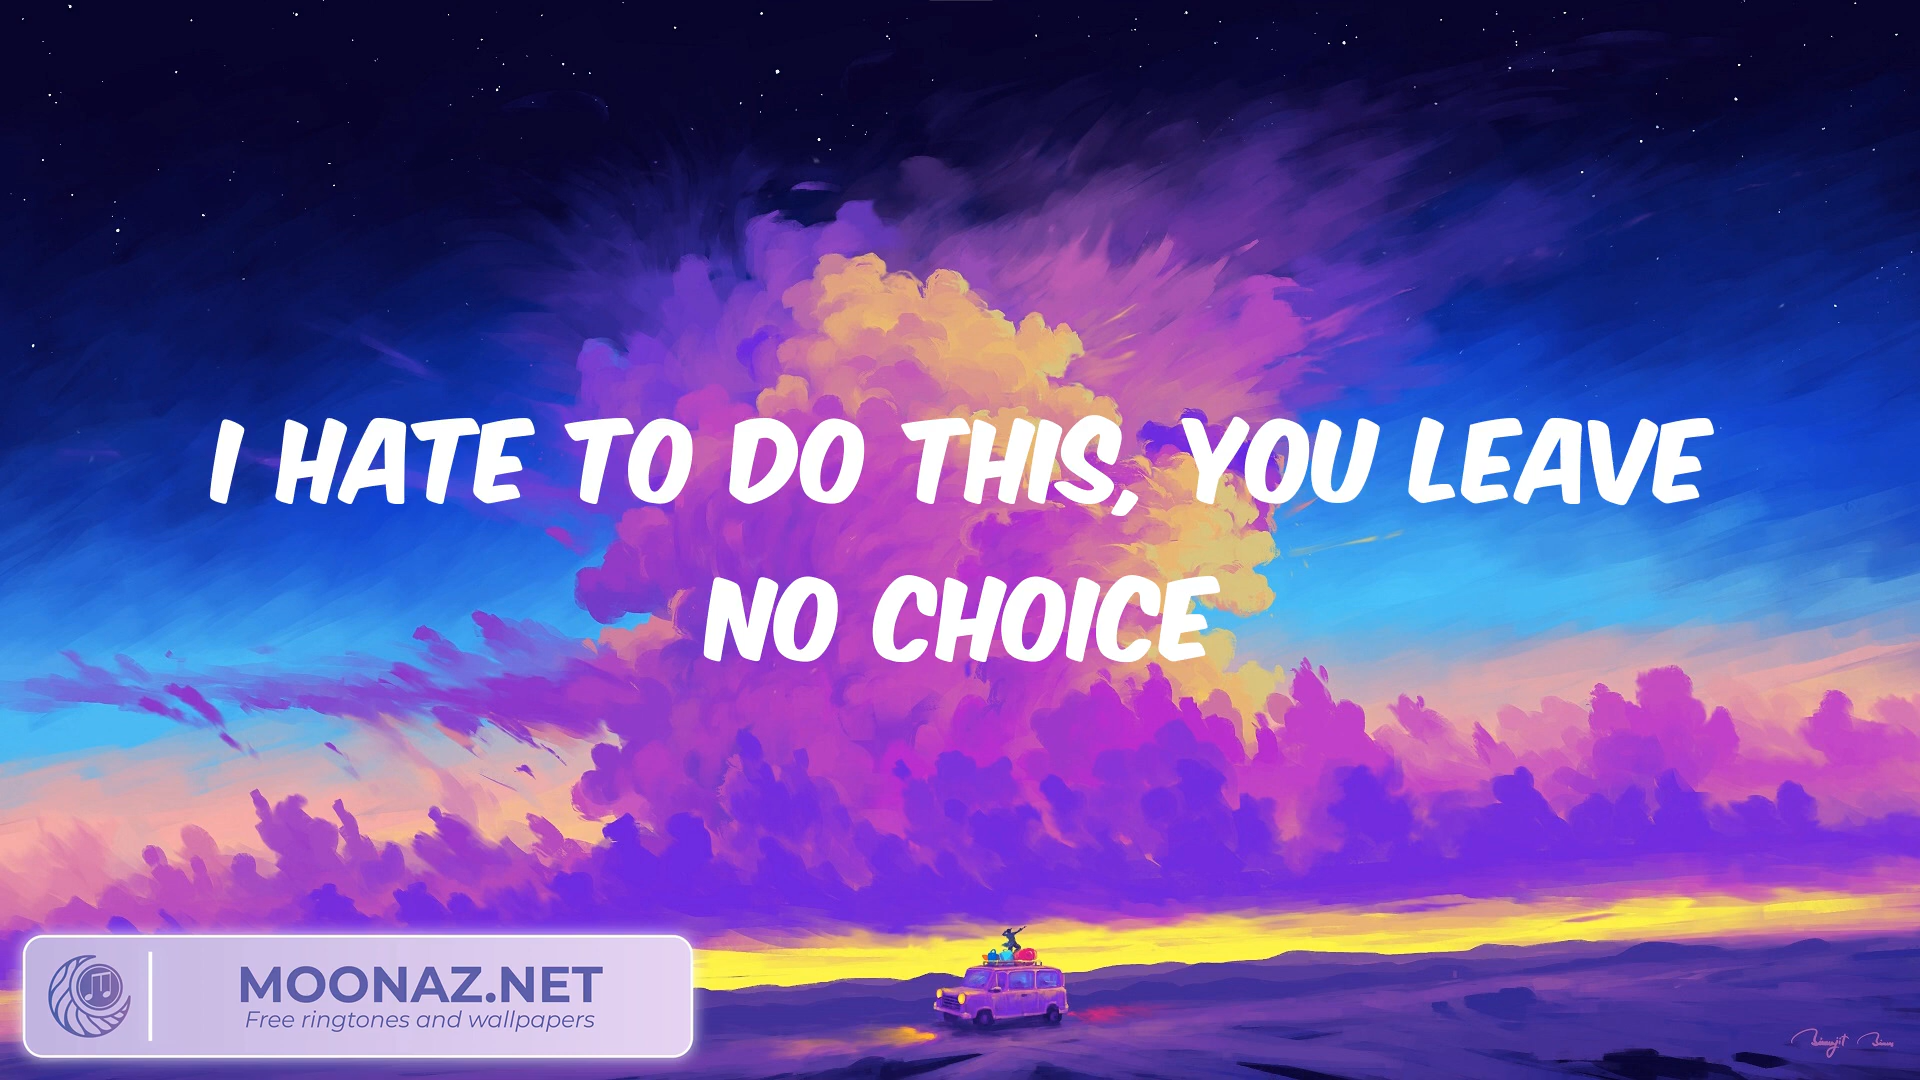 I HATE TO DO THIS, YOU LEAVE
NO CHOICE
MOONAZ.NET
Free ringtones and wallpapers